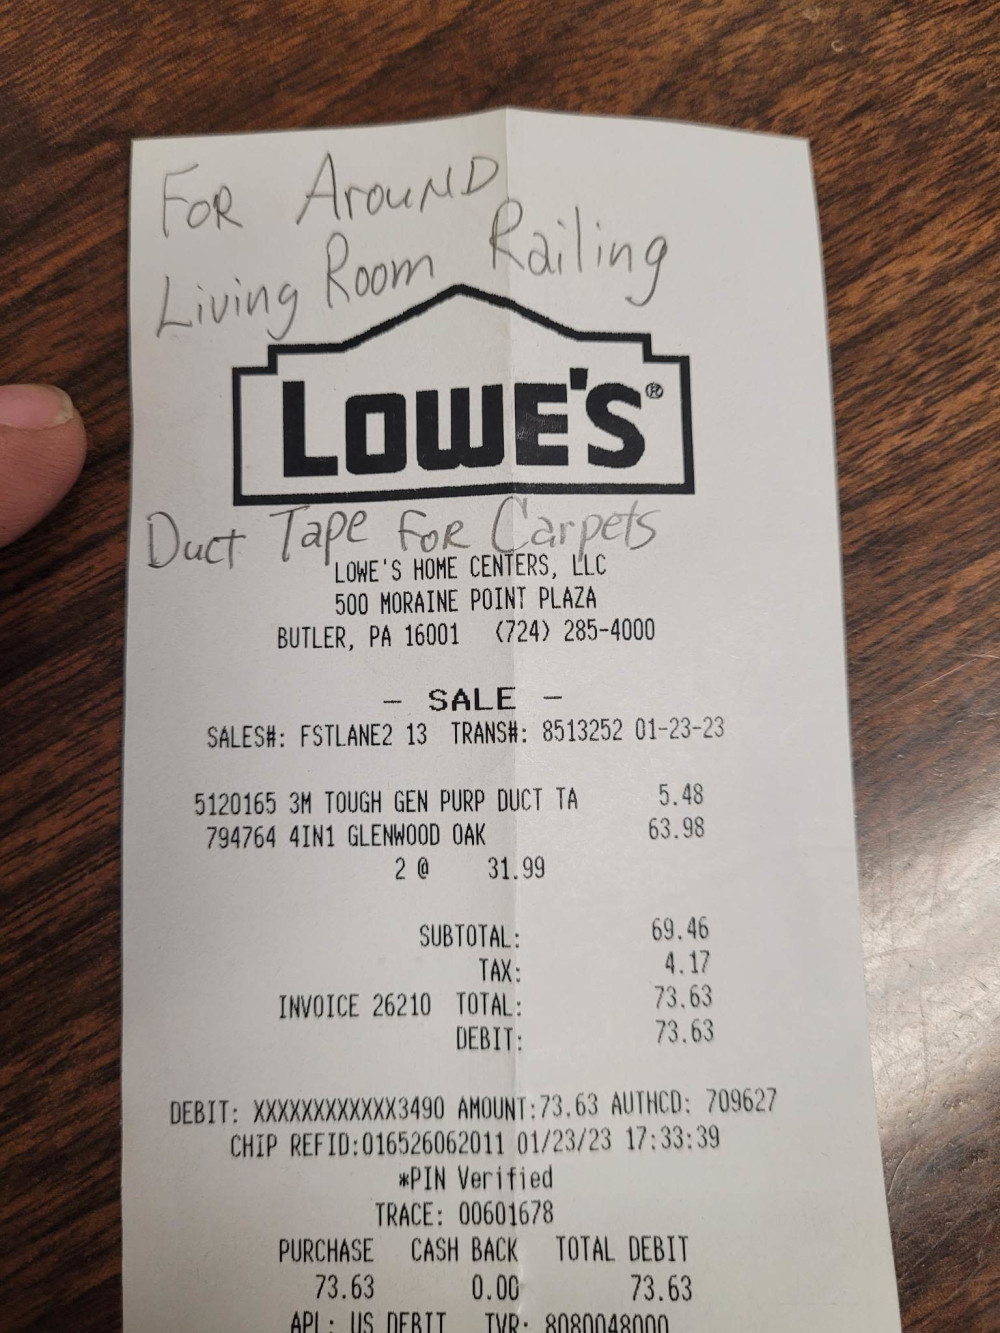 FOR AROUND
Living Room Railing
LOWE'S®
Duct Tape FOR Carpets
LOWE'S HOME CENTERS, LLC
500 MORAINE POINT PLAZA
BUTLER, PA 16001 (724) 285-4000
- SALE -
SALES#: FSTLANE2 13 TRANS#: 8513252 01-23-23
5120165 3M TOUGH GEN PURP DUCT TA 5.48
794764 4IN1 GLENWOOD OAK 63.98
2 @ 31.99
SUBTOTAL: 69.46
TAX: 4.17
INVOICE 26210 TOTAL: 73.63
DEBIT: 73.63
DEBIT: XXXXXXXXXXXX3490 AMOUNT:73.63 AUTHCD: 709627
CHIP REFID:016526062011 01/23/23 17:33:39
*PIN Verified
TRACE: 00601678
PURCHASE CASH BACK TOTAL DEBIT
73.63 0.00 73.63
APL: US DEBIT TVR: 8080048000